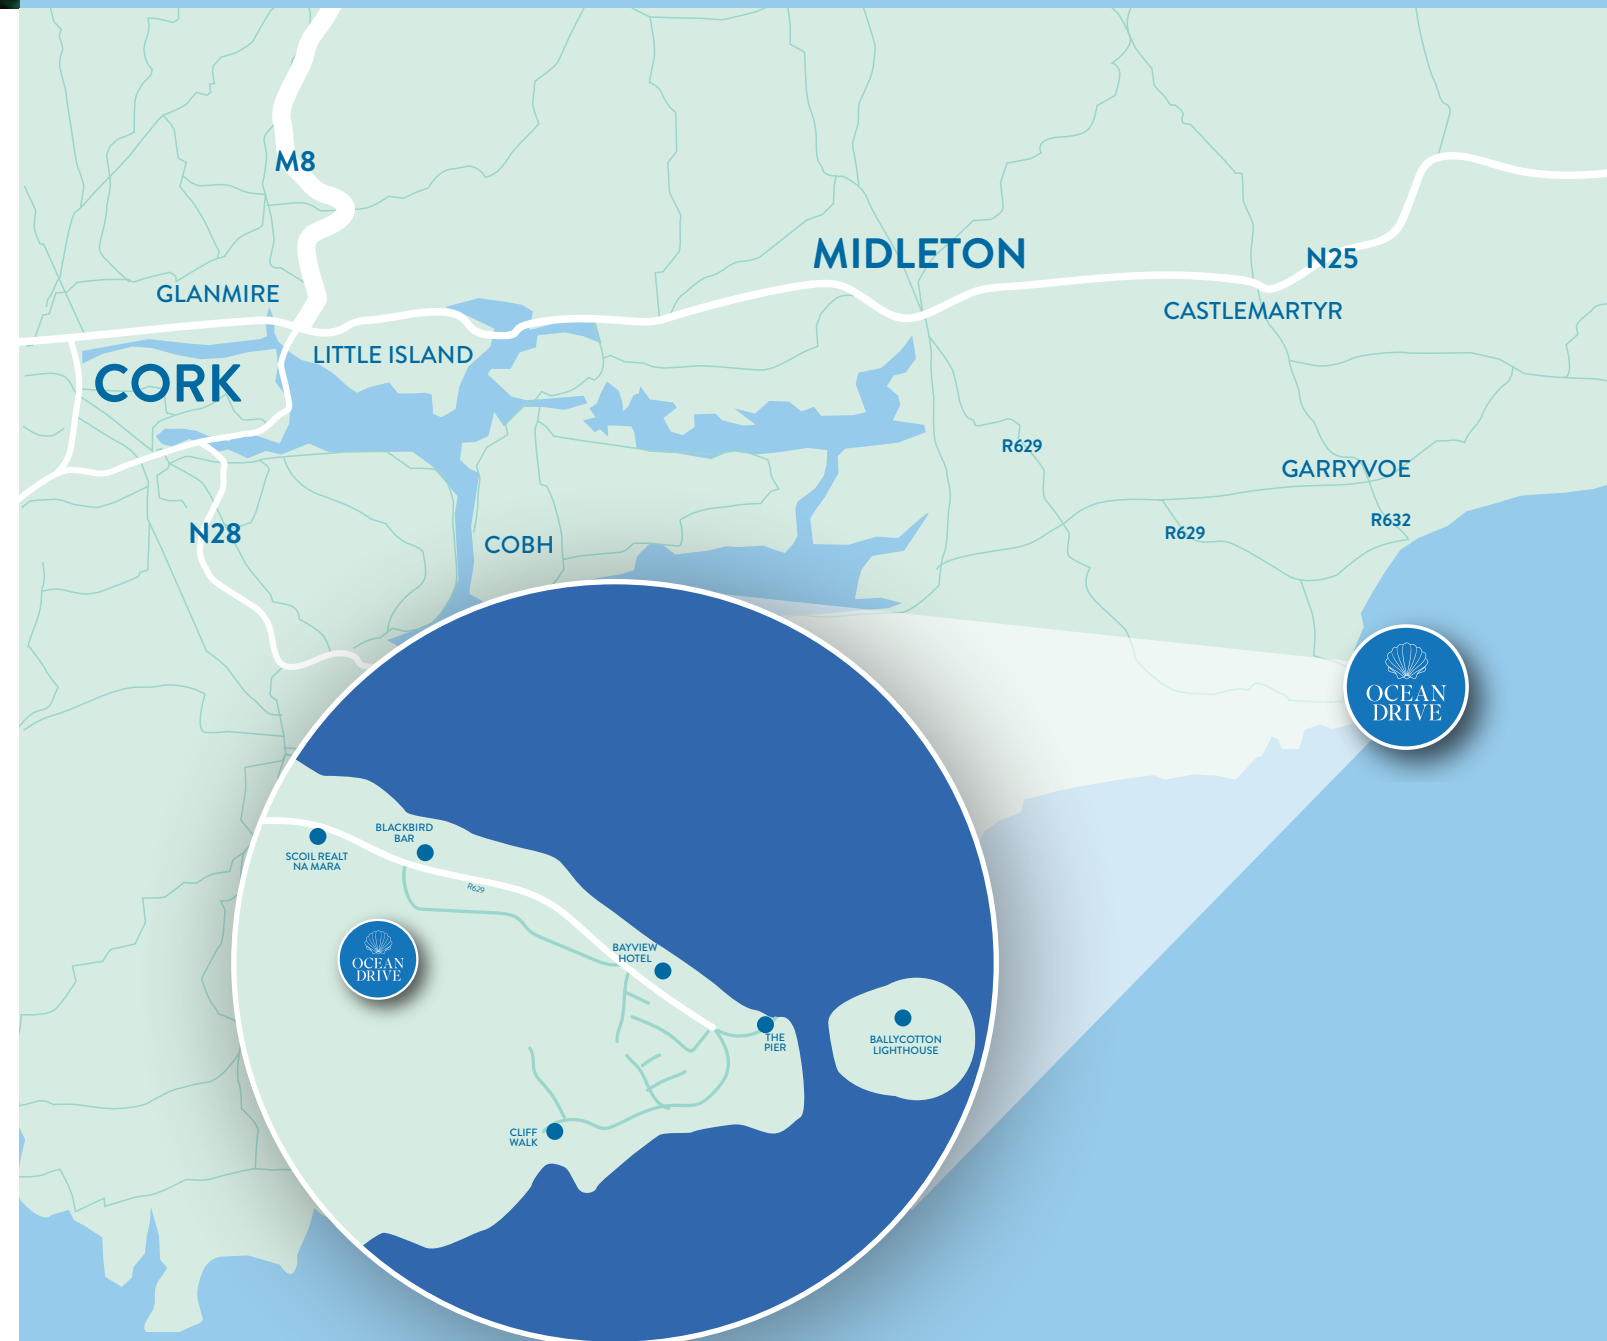 M8
MIDLETON
N25
GLANMIRE
CASTLEMARTYR
LITTLE ISLAND
CORK
R629
GARRYVOE
R632
N28
R629
COBH
OCEAN
DRIVE
BLACKBIRD
BAR
SCOIL REALT
NA MARA
R629
BAYVIEW
HOTEL
OCEAN
DRIVE
THE
PIER
BALLYCOTTON
LIGHTHOUSE
CLIFF
WALK